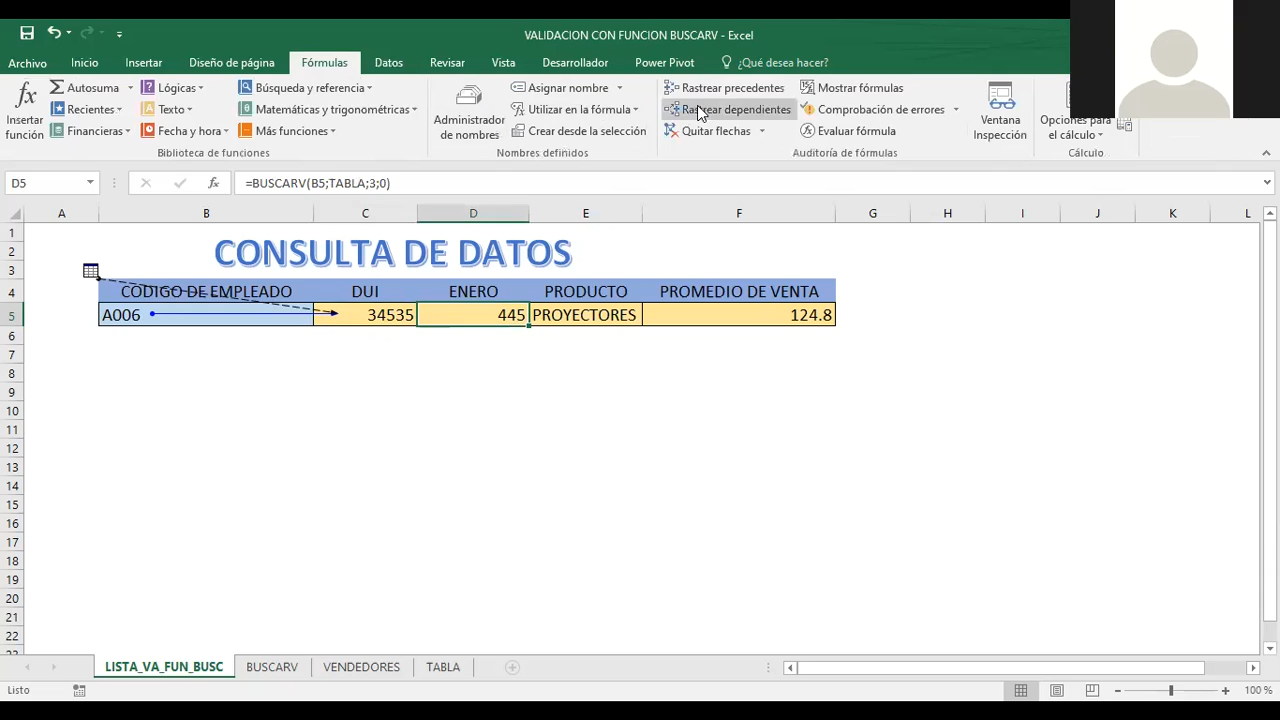 VALIDACION CON FUNCION BUSCARV - Excel
Archivo Inicio Insertar Diseño de página Fórmulas Datos Revisar Vista Desarrollador Power Pivot ¿Qué desea hacer?
fx Insertar función
Σ Autosuma
Recientes
Financieras
Lógicas
Texto
Fecha y hora
Búsqueda y referencia
Matemáticas y trigonométricas
Más funciones
Biblioteca de funciones
Administrador de nombres
Asignar nombre
Utilizar en la fórmula
Crear desde la selección
Nombres definidos
Rastrear precedentes
Rastrear dependientes
Quitar flechas
Mostrar fórmulas
Comprobación de errores
Evaluar fórmula
Auditoría de fórmulas
Ventana Inspección
Opciones para el cálculo
Cálculo
D5 fx =BUSCARV(B5;TABLA;3;0)
A B C D E F G H I J K L
1
2 CONSULTA DE DATOS
3
4 CODIGO DE EMPLEADO DUI ENERO PRODUCTO PROMEDIO DE VENTA
5 A006 34535 445 PROYECTORES 124.8
6
7
8
9
10
11
12
13
14
15
16
17
18
19
20
21
22
LISTA_VA_FUN_BUSC BUSCARV VENDEDORES TABLA
Listo 100 %